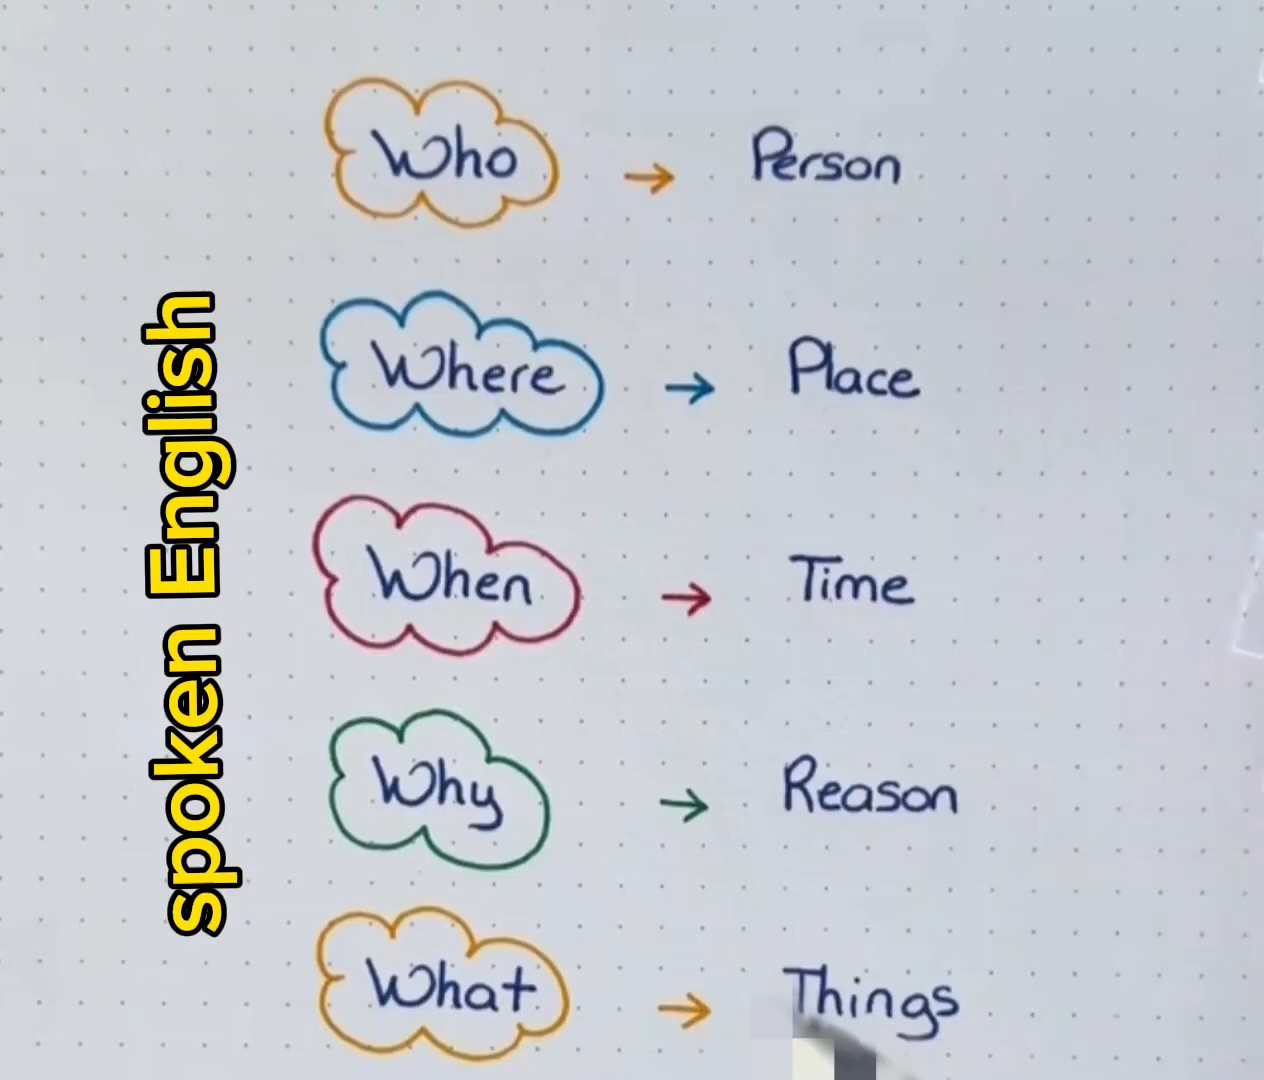 spoken English
Who → Person
Where → Place
When → Time
Why → Reason
What → Things